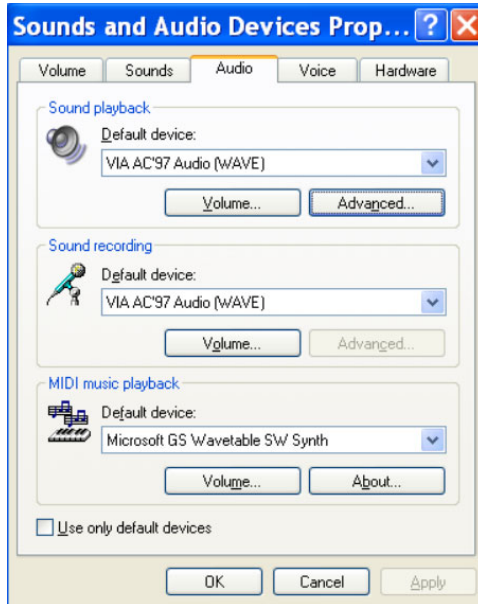 Sounds and Audio Devices Prop... ?
Volume Sounds Audio Voice Hardware
Sound playback
Default device:
VIA AC'97 Audio (WAVE)
Volume... Advanced...
Sound recording
Default device:
VIA AC'97 Audio (WAVE)
Volume... Advanced...
MIDI music playback
Default device:
Microsoft GS Wavetable SW Synth
Volume... About...
Use only default devices
OK Cancel Apply